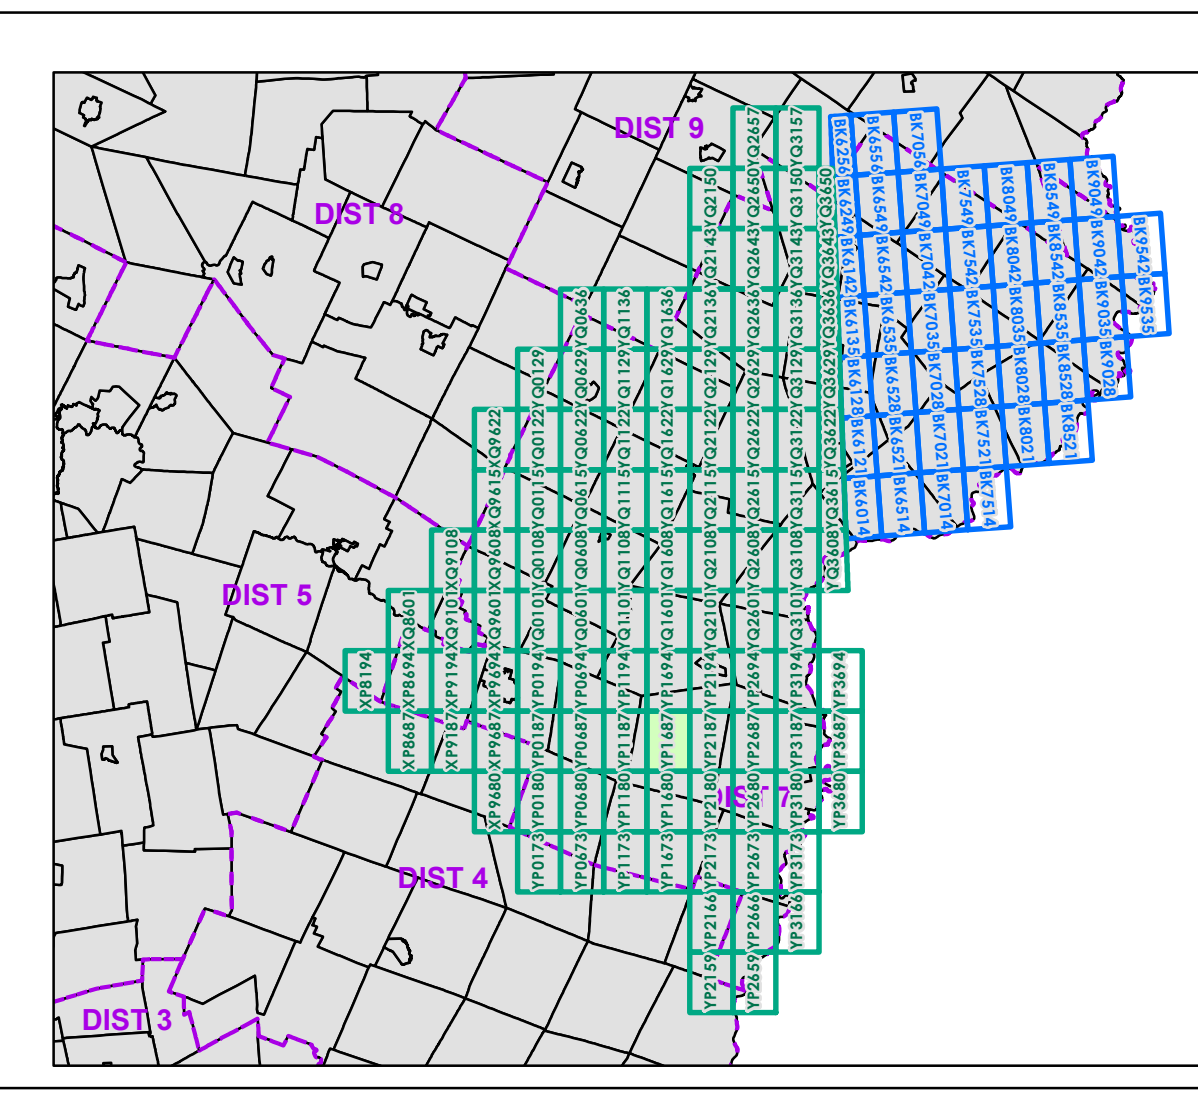 YQ2657 YQ3157 BK6256 BK6556 BK7056
DIST 9
YQ2150 YQ2650 YQ3150 YQ3650 BK6249 BK6549 BK7049 BK7549 BK8049 BK8549 BK9049
DIST 8
YQ2143 YQ2643 YQ3143 YQ3643 BK6142 BK6542 BK7042 BK7542 BK8042 BK8542 BK9042 BK9542
YQ0636 YQ1136 YQ1636 YQ2136 YQ2636 YQ3136 YQ3636 BK6135 BK6535 BK7035 BK7535 BK8035 BK8535 BK9035 BK9535
YQ0129 YQ0629 YQ1129 YQ1629 YQ2129 YQ2629 YQ3129 YQ3629 BK6128 BK6528 BK7028 BK7528 BK8028 BK8528 BK9028
XQ9622 YQ0122 YQ0622 YQ1122 YQ1622 YQ2122 YQ2622 YQ3122 YQ3622 BK6121 BK6521 BK7021 BK7521 BK8021 BK8521
XQ9615 YQ0115 YQ0615 YQ1115 YQ1615 YQ2115 YQ2615 YQ3115 YQ3615 BK6014 BK6514 BK7014 BK7514
XQ9108 XQ9608 YQ0108 YQ0608 YQ1108 YQ1608 YQ2108 YQ2608 YQ3108 YQ3608
DIST 5
XQ8601 XQ9101 XQ9601 YQ0101 YQ0601 YQ1101 YQ1601 YQ2101 YQ2601 YQ3101
XP8194 XP8694 XP9194 XP9694 YP0194 YP0694 YP1194 YP1694 YP2194 YP2694 YP3194 YP3694
XP8687 XP9187 XP9687 YP0187 YP0687 YP1187 YP1687 YP2187 YP2687 YP3187 YP3687
XP9680 YP0180 YP0680 YP1180 YP1680 YP2180 YP2680 YP3180 YP3680
DIST 7
YP0173 YP0673 YP1173 YP1673 YP2173 YP2673 YP3173
DIST 4
YP2166 YP2666 YP3166
YP2159 YP2659
DIST 3